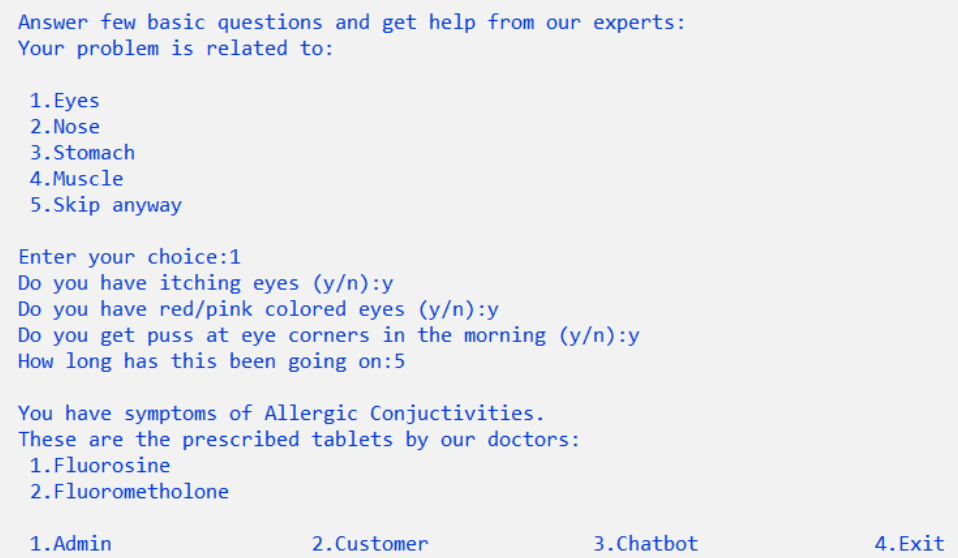 Answer few basic questions and get help from our experts:
Your problem is related to:
1.Eyes
2.Nose
3.Stomach
4.Muscle
5.Skip anyway
Enter your choice:1
Do you have itching eyes (y/n):y
Do you have red/pink colored eyes (y/n):y
Do you get puss at eye corners in the morning (y/n):y
How long has this been going on:5
You have symptoms of Allergic Conjuctivities.
These are the prescribed tablets by our doctors:
1.Fluorosine
2.Fluorometholone
1.Admin 2.Customer 3.Chatbot 4.Exit